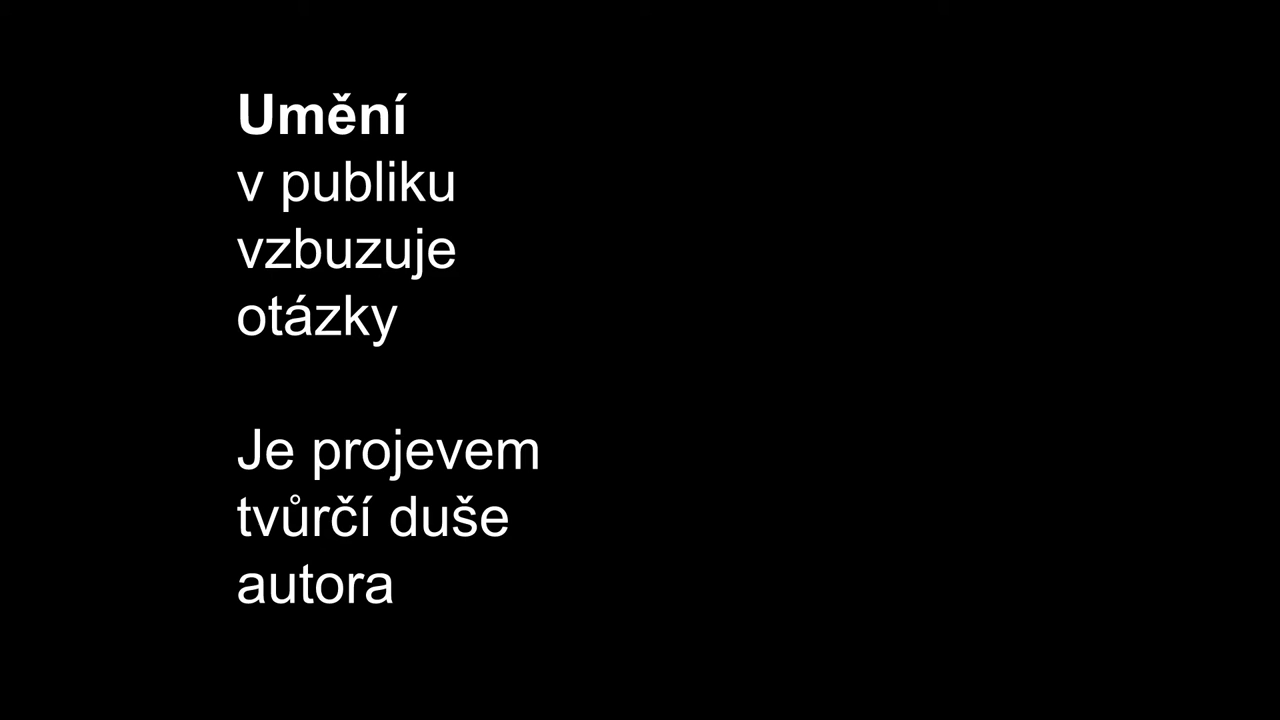 Umění
v publiku
vzbuzuje
otázky
Je projevem
tvůrčí duše
autora